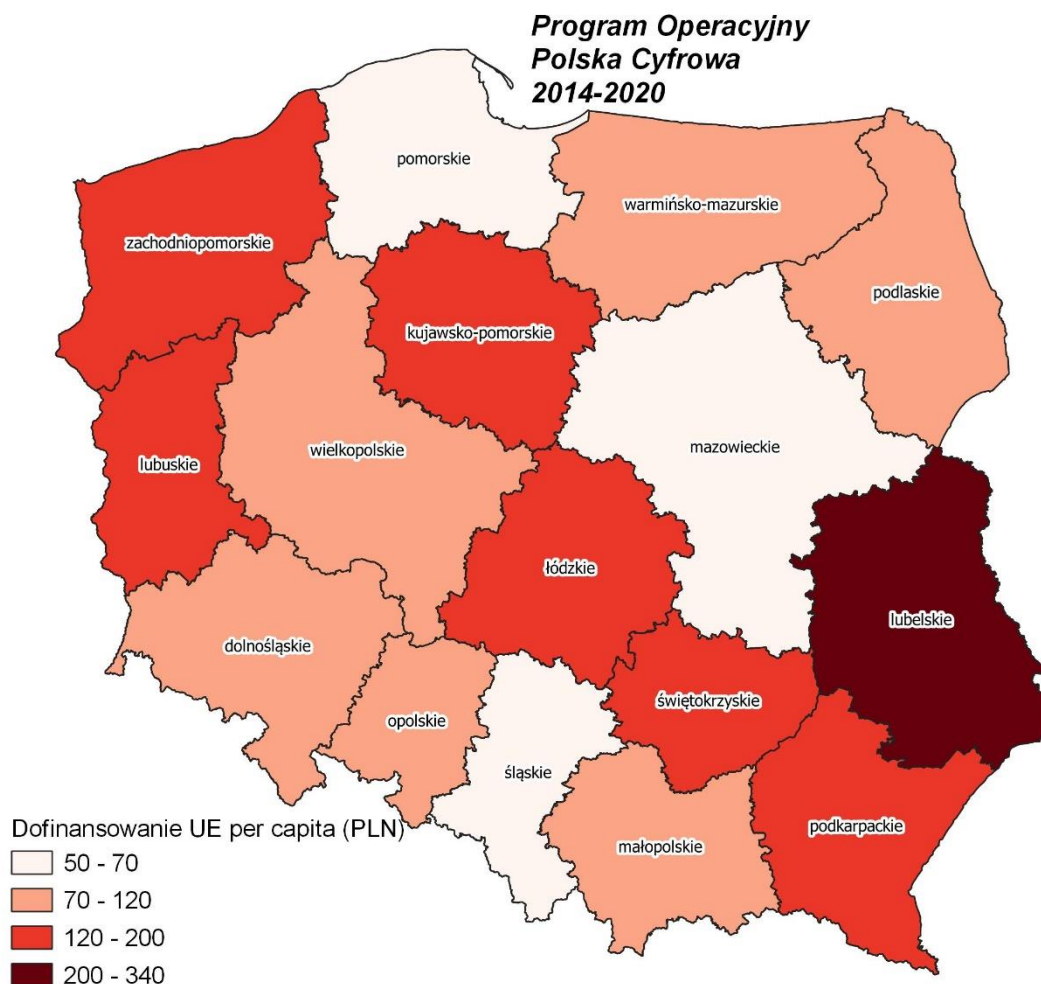 Program Operacyjny
Polska Cyfrowa
2014-2020
pomorskie
warmińsko-mazurskie
zachodniopomorskie
podlaskie
kujawsko-pomorskie
mazowieckie
wielkopolskie
lubuskie
łódzkie
lubelskie
dolnośląskie
świętokrzyskie
opolskie
śląskie
podkarpackie
małopolskie
Dofinansowanie UE per capita (PLN)
50 - 70
70 - 120
120 - 200
200 - 340